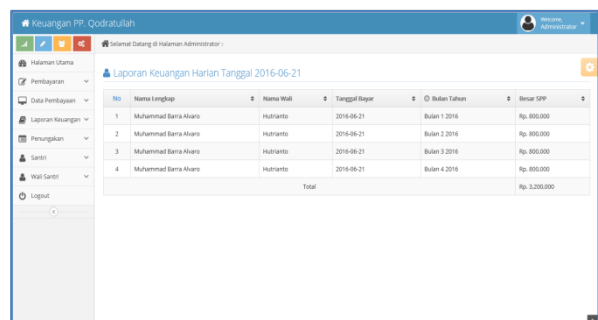 Keuangan PP. Qodratullah
Welcome,
Administrator
Selamat Datang di Halaman Administrator :
Halaman Utama
Pembayaran
Data Pembayaan
Laporan Keuangan
Penungakan
Santri
Wali Santri
Logout
Laporan Keuangan Harian Tanggal 2016-06-21
No Nama Lengkap Nama Wali Tanggal Bayar Bulan Tahun Besar SPP
1 Muhammad Barra Alvaro Hutrianto 2016-06-21 Bulan 1 2016 Rp. 800,000
2 Muhammad Barra Alvaro Hutrianto 2016-06-21 Bulan 2 2016 Rp. 800,000
3 Muhammad Barra Alvaro Hutrianto 2016-06-21 Bulan 3 2016 Rp. 800,000
4 Muhammad Barra Alvaro Hutrianto 2016-06-21 Bulan 4 2016 Rp. 800,000
Total Rp. 3,200,000